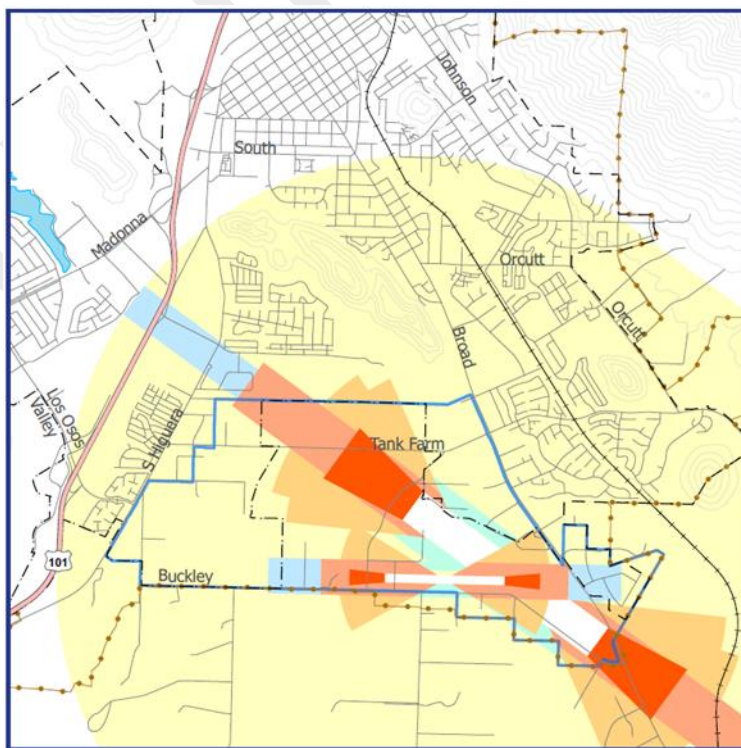 Johnson
South
Madonna
Orcutt
Orcutt
Broad
Los Osos
Valley
S Higuera
Tank Farm
101
Buckley